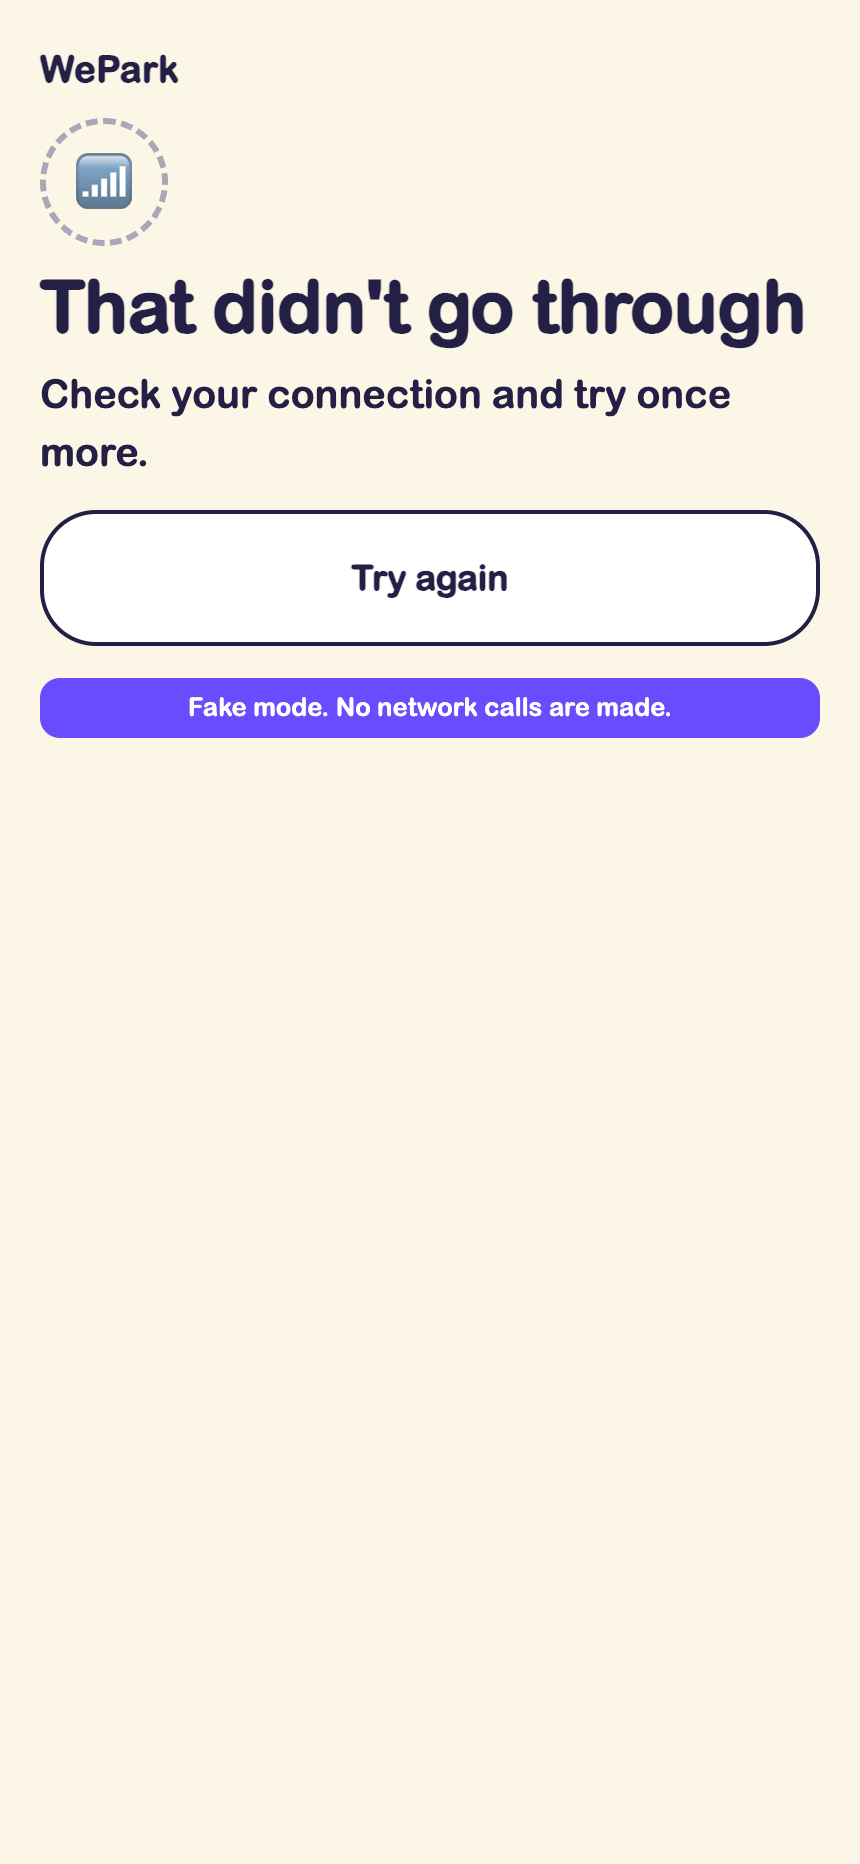 WePark
That didn't go through
Check your connection and try once
more.
Try again
Fake mode. No network calls are made.